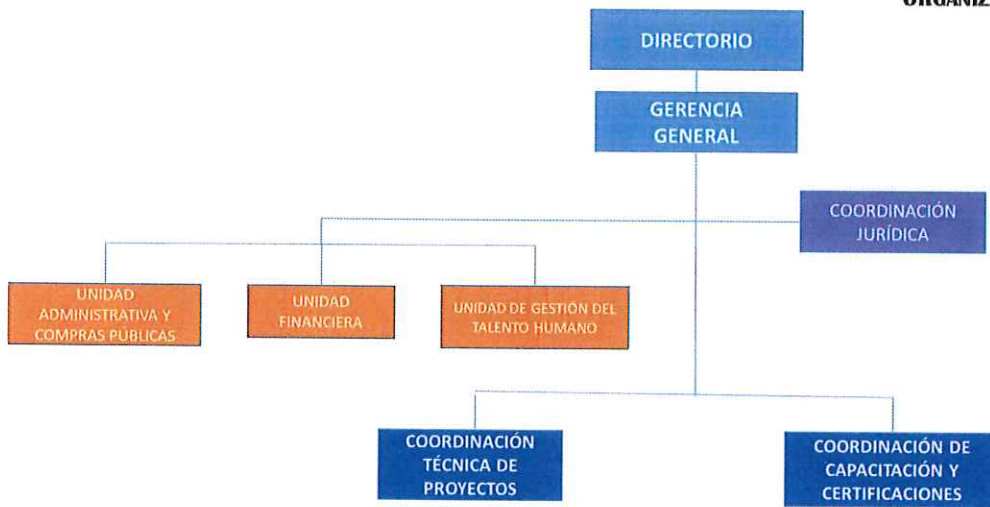 DIRECTORIO
GERENCIA
GENERAL
COORDINACIÓN
JURÍDICA
UNIDAD
ADMINISTRATIVA Y
COMPRAS PÚBLICAS
UNIDAD
FINANCIERA
UNIDAD DE GESTIÓN DEL
TALENTO HUMANO
COORDINACIÓN
TÉCNICA DE
PROYECTOS
COORDINACIÓN DE
CAPACITACIÓN Y
CERTIFICACIONES